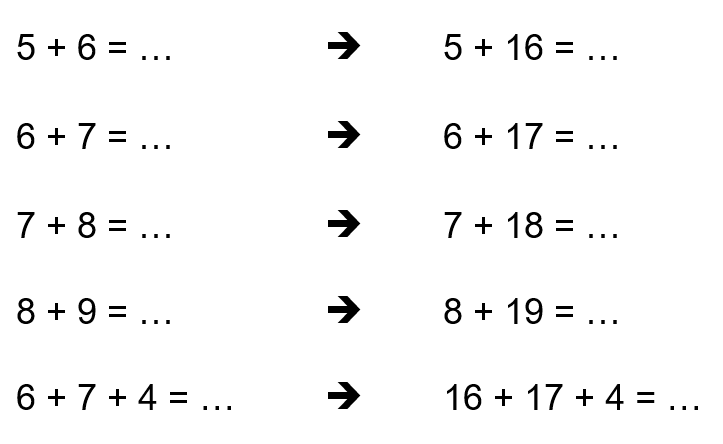 5 + 6 = … ➔ 5 + 16 = …
6 + 7 = … ➔ 6 + 17 = …
7 + 8 = … ➔ 7 + 18 = …
8 + 9 = … ➔ 8 + 19 = …
6 + 7 + 4 = … ➔ 16 + 17 + 4 = …